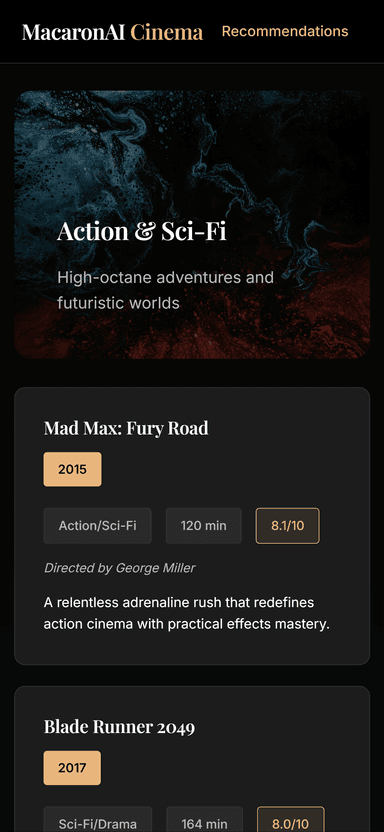 MacaronAI Cinema Recommendations
Action & Sci-Fi
High-octane adventures and
futuristic worlds
Mad Max: Fury Road
2015
Action/Sci-Fi 120 min 8.1/10
Directed by George Miller
A relentless adrenaline rush that redefines
action cinema with practical effects mastery.
Blade Runner 2049
2017
Sci-Fi/Drama 164 min 8.0/10